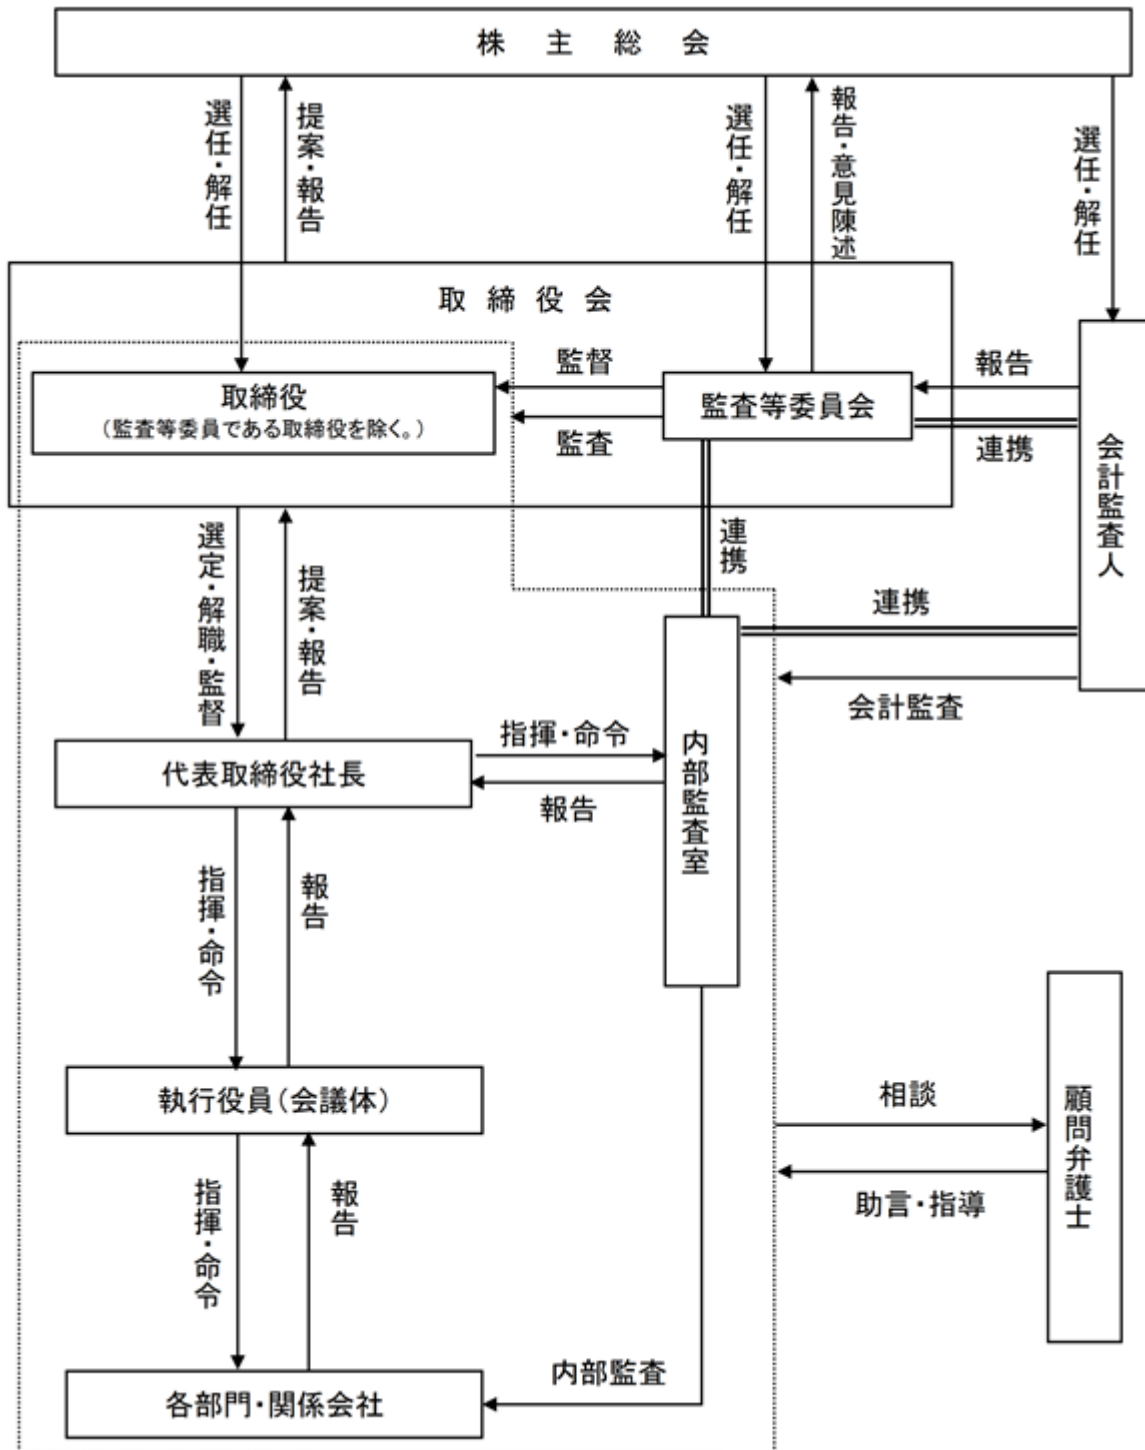 株主総会
選任・解任
提案・報告
選任・解任
報告・意見陳述
選任・解任
取締役会
取締役
（監査等委員である取締役を除く。）
監督
監査
監査等委員会
報告
連携
会計監査人
選定・解職・監督
提案・報告
連携
連携
会計監査
代表取締役社長
指揮・命令
報告
内部監査室
指揮・命令
報告
執行役員(会議体)
相談
助言・指導
顧問弁護士
指揮・命令
報告
各部門・関係会社
内部監査